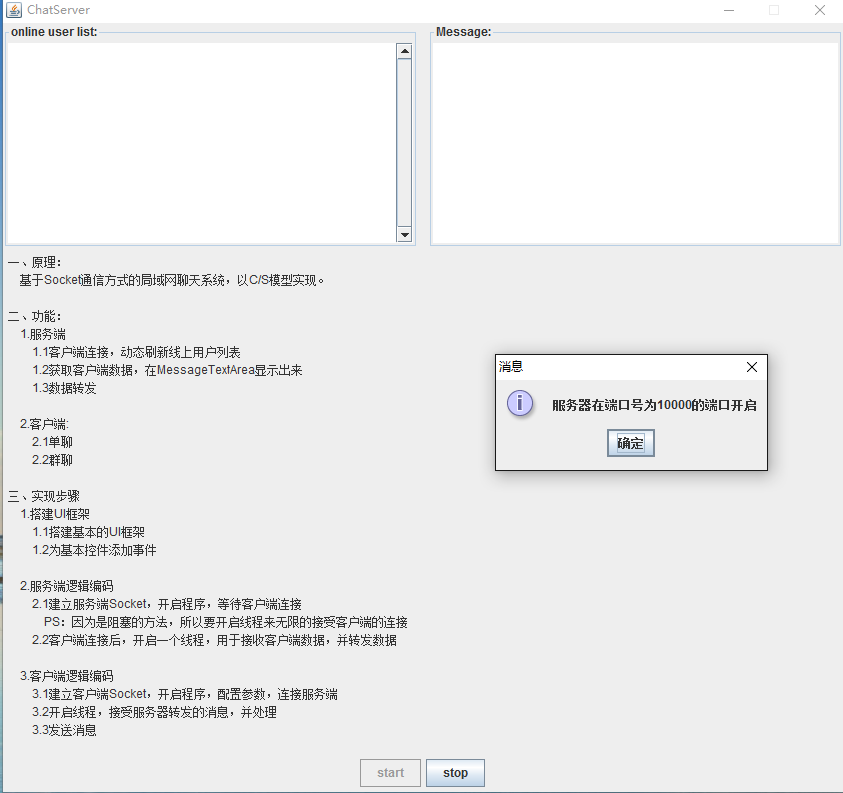 ChatServer
online user list:
Message:
一、原理：
基于Socket通信方式的局域网聊天系统，以C/S模型实现。
二、功能：
1.服务端
1.1客户端连接，动态刷新线上用户列表
1.2获取客户端数据，在MessageTextArea显示出来
1.3数据转发
2.客户端:
2.1单聊
2.2群聊
三、实现步骤
1.搭建UI框架
1.1搭建基本的UI框架
1.2为基本控件添加事件
2.服务端逻辑编码
2.1建立服务端Socket，开启程序，等待客户端连接
PS：因为是阻塞的方法，所以要开启线程来无限的接受客户端的连接
2.2客户端连接后，开启一个线程，用于接收客户端数据，并转发数据
3.客户端逻辑编码
3.1建立客户端Socket，开启程序，配置参数，连接服务端
3.2开启线程，接受服务器转发的消息，并处理
3.3发送消息
消息
服务器在端口号为10000的端口开启
确定
start
stop